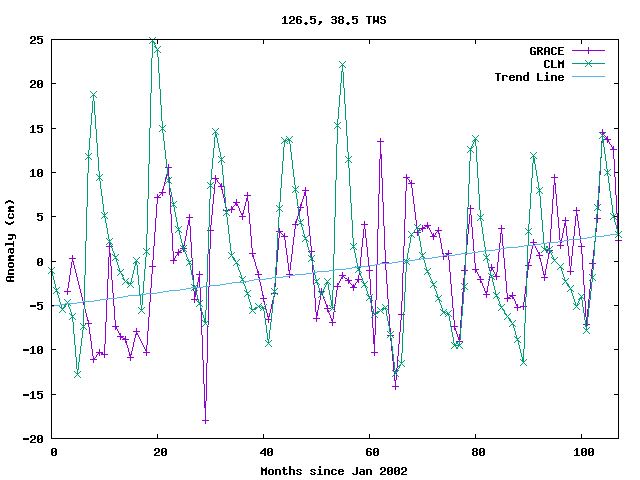 126.5, 38.5 TWS
GRACE
CLM
Trend Line
25
20
15
10
5
0
-5
-10
-15
-20
Anomaly (cm)
0 20 40 60 80 100
Months since Jan 2002